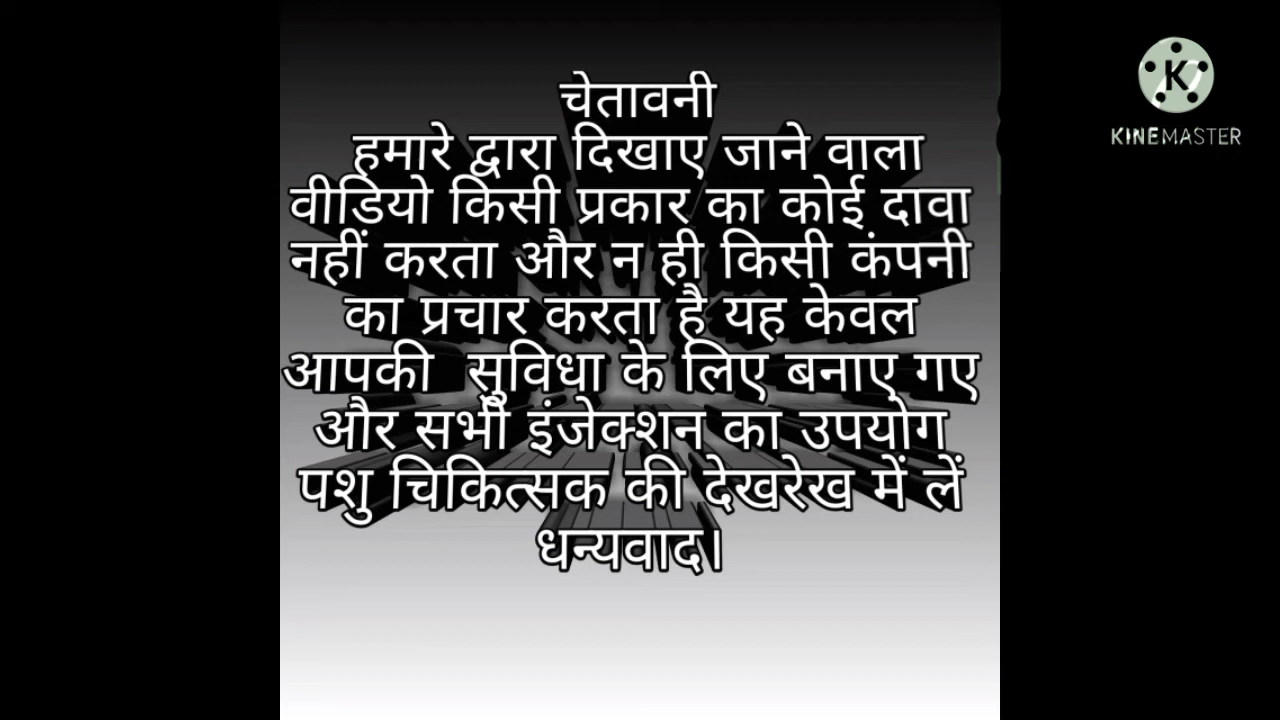 चेतावनी
हमारे द्वारा दिखाए जाने वाला
वीडियो किसी प्रकार का कोई दावा
नहीं करता और न ही किसी कंपनी
का प्रचार करता है यह केवल
आपकी  सुविधा के लिए बनाए गए
और सभी इंजेक्शन का उपयोग
पशु चिकित्सक की देखरेख में लें
धन्यवाद।
K
KINEMASTER